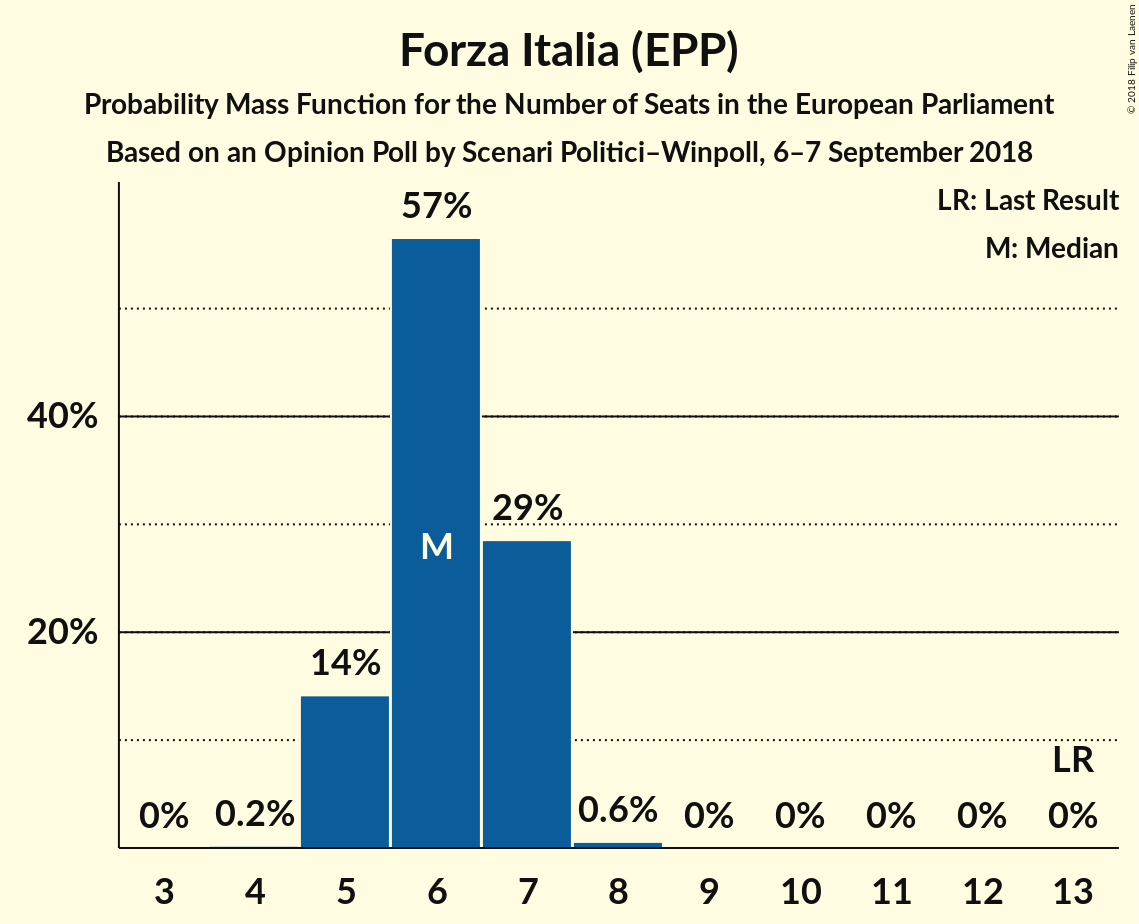 Forza Italia (EPP)
Probability Mass Function for the Number of Seats in the European Parliament
Based on an Opinion Poll by Scenari Politici–Winpoll, 6–7 September 2018
© 2018 Filip van Laenen
LR: Last Result
M: Median
57%
40%
29%
M
20%
14%
LR
0% 0.2% 0.6% 0% 0% 0% 0% 0%
3 4 5 6 7 8 9 10 11 12 13